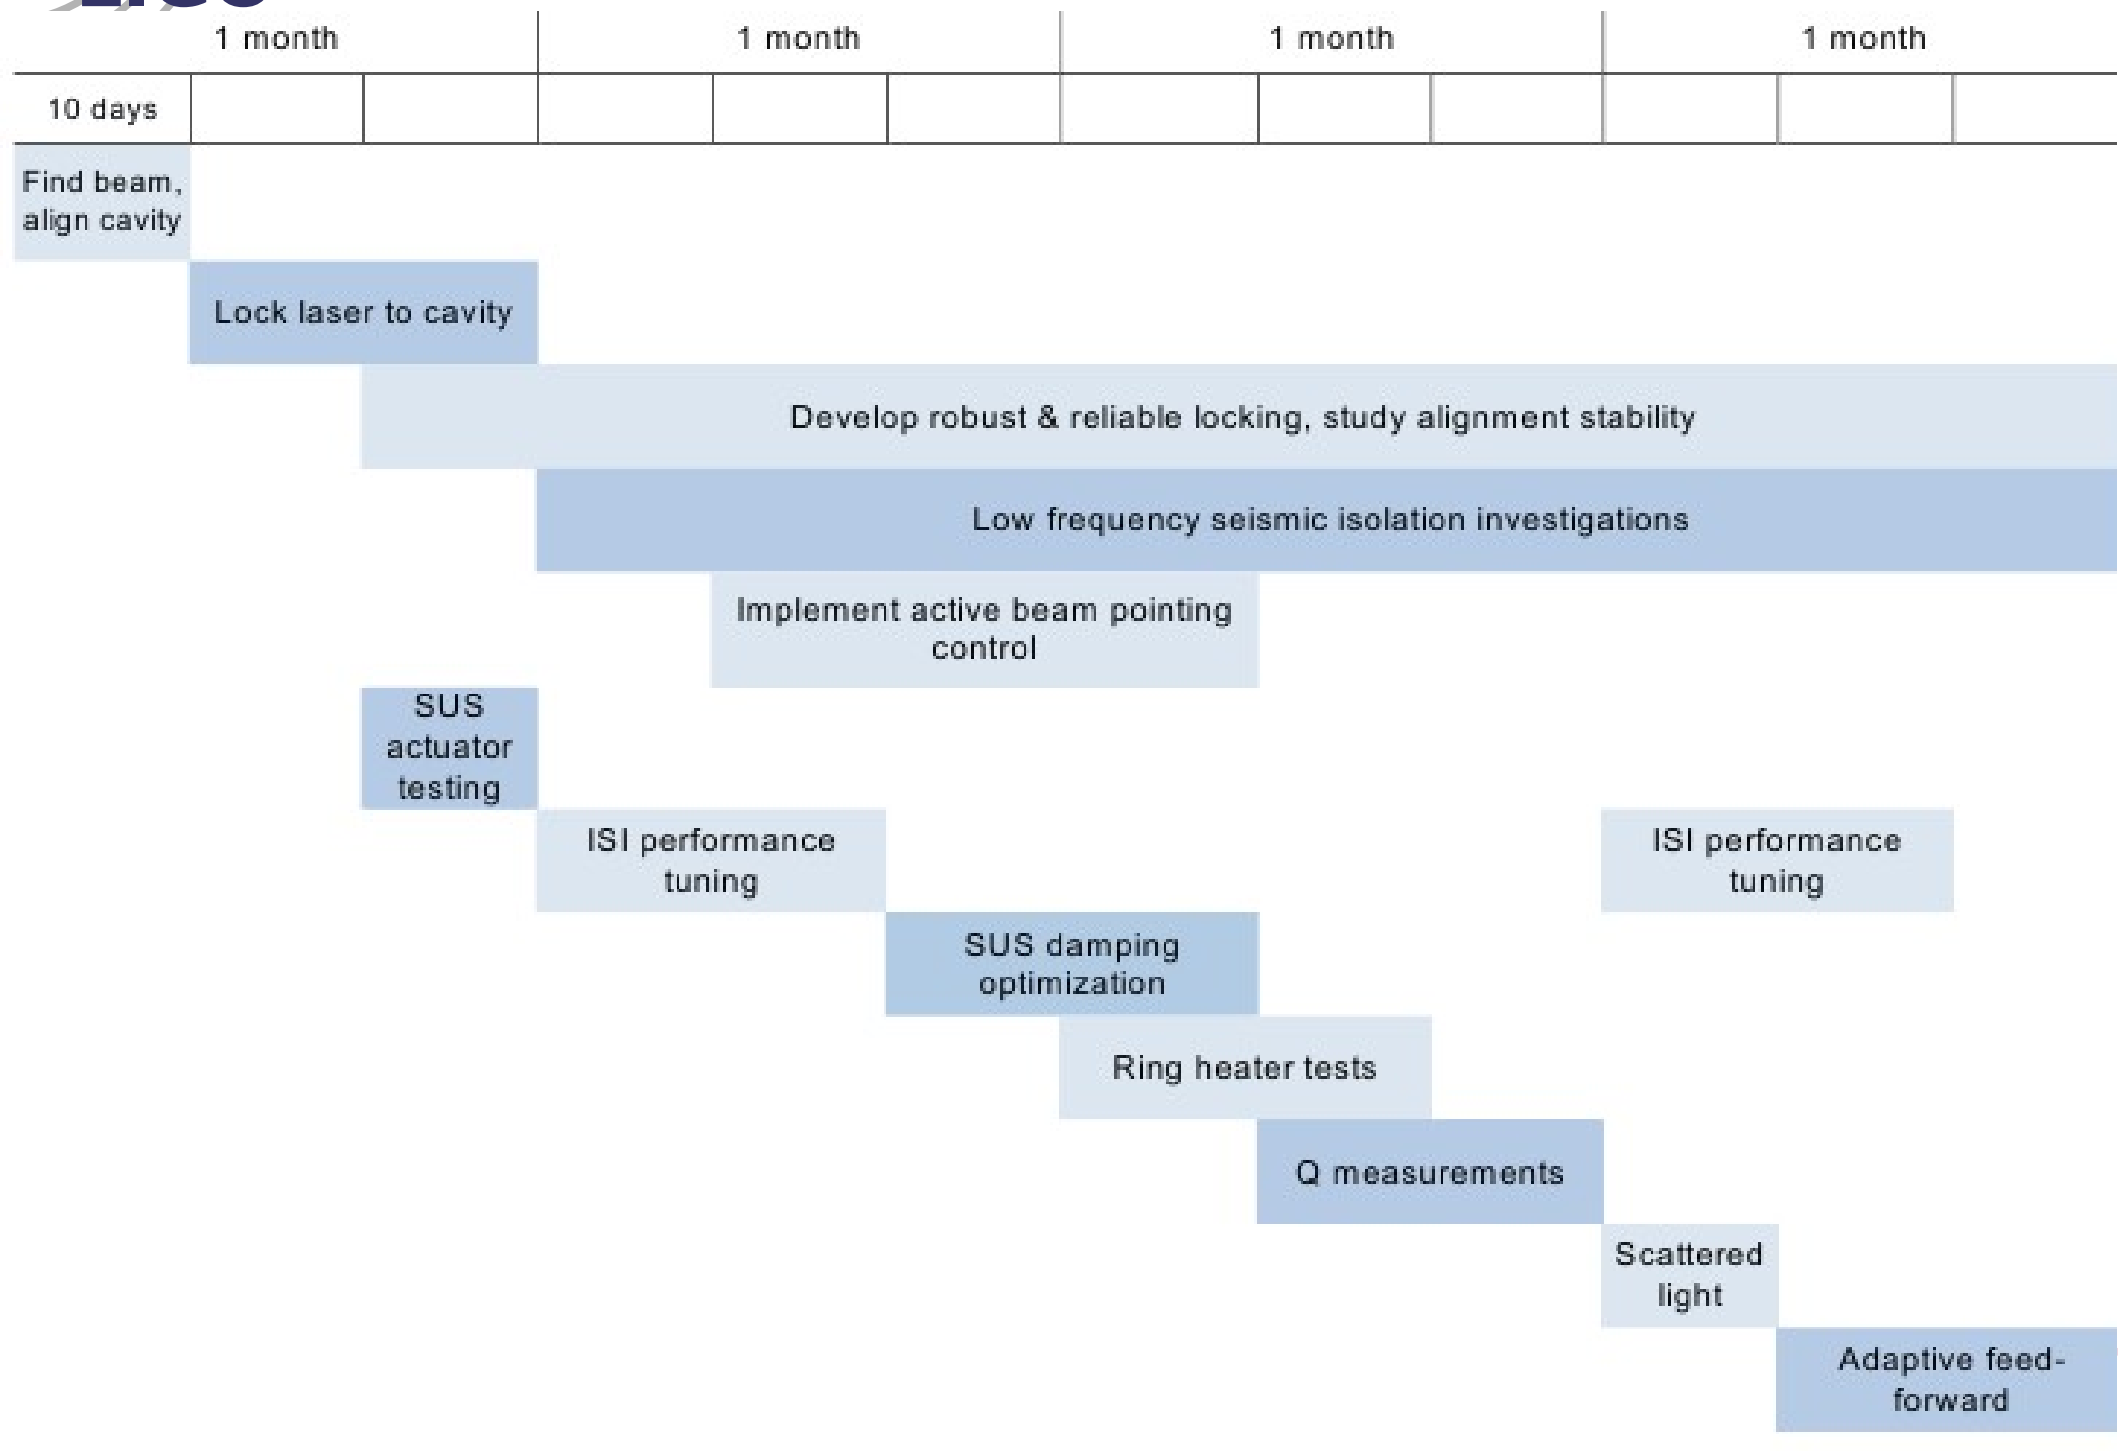 1 month 1 month 1 month 1 month
10 days
Find beam,
align cavity
Lock laser to cavity
Develop robust & reliable locking, study alignment stability
Low frequency seismic isolation investigations
Implement active beam pointing
control
SUS
actuator
testing
ISI performance
tuning
ISI performance
tuning
SUS damping
optimization
Ring heater tests
Q measurements
Scattered
light
Adaptive feed-
forward